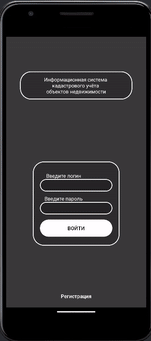 Информационная система
кадастрового учёта
объектов недвижимости
Введите логин
Введите пароль
ВОЙТИ
Регистрация